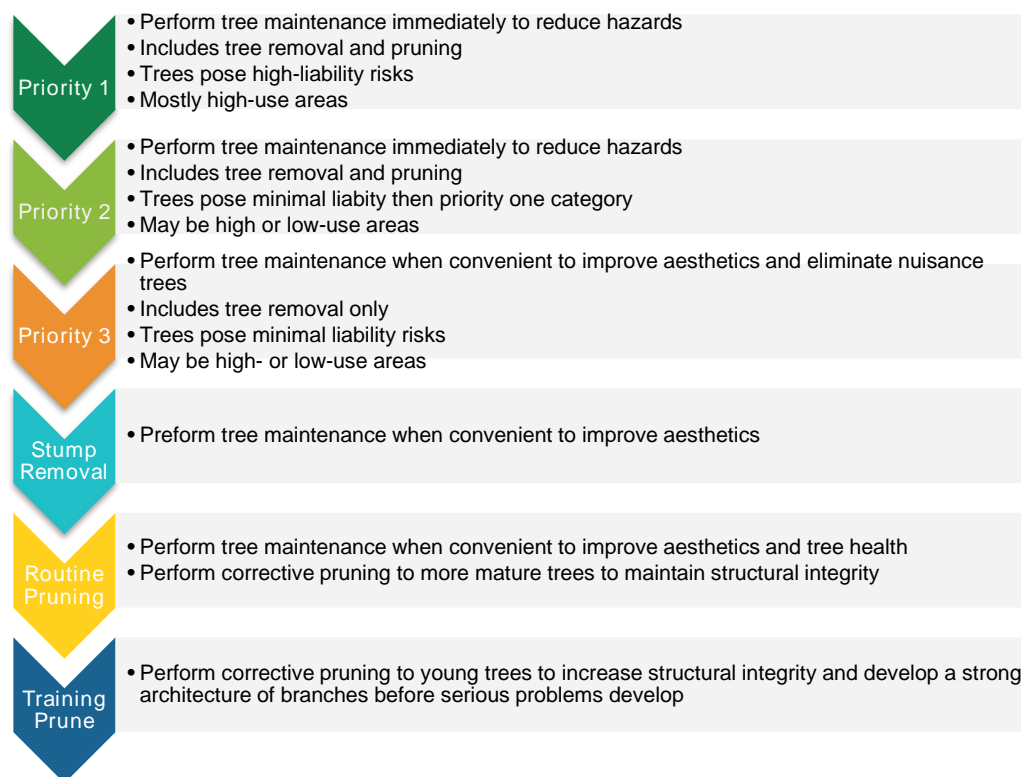 Priority 1
• Perform tree maintenance immediately to reduce hazards
• Includes tree removal and pruning
• Trees pose high-liability risks
• Mostly high-use areas
Priority 2
• Perform tree maintenance immediately to reduce hazards
• Includes tree removal and pruning
• Trees pose minimal liabity then priority one category
• May be high or low-use areas
Priority 3
• Perform tree maintenance when convenient to improve aesthetics and eliminate nuisance
trees
• Includes tree removal only
• Trees pose minimal liability risks
• May be high- or low-use areas
Stump
Removal
• Preform tree maintenance when convenient to improve aesthetics
Routine
Pruning
• Perform tree maintenance when convenient to improve aesthetics and tree health
• Perform corrective pruning to more mature trees to maintain structural integrity
Training
Prune
• Perform corrective pruning to young trees to increase structural integrity and develop a strong
architecture of branches before serious problems develop